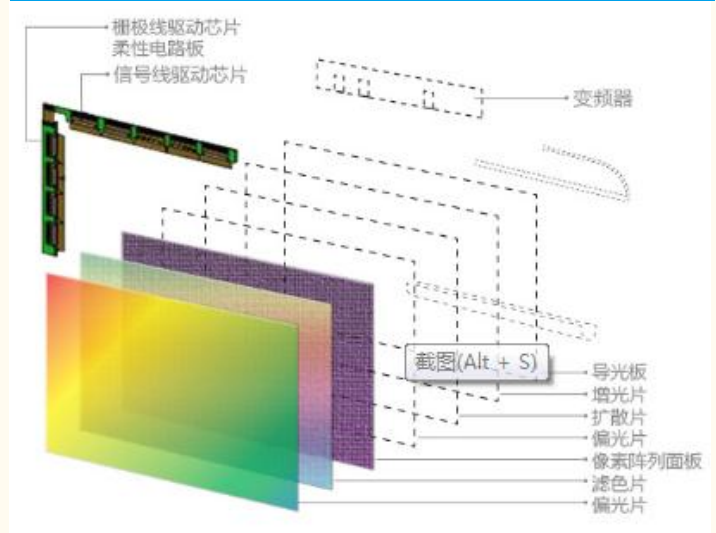 栅极线驱动芯片
柔性电路板
信号线驱动芯片
变频器
截图(Alt + S)
导光板
增光片
扩散片
偏光片
像素阵列面板
滤色片
偏光片